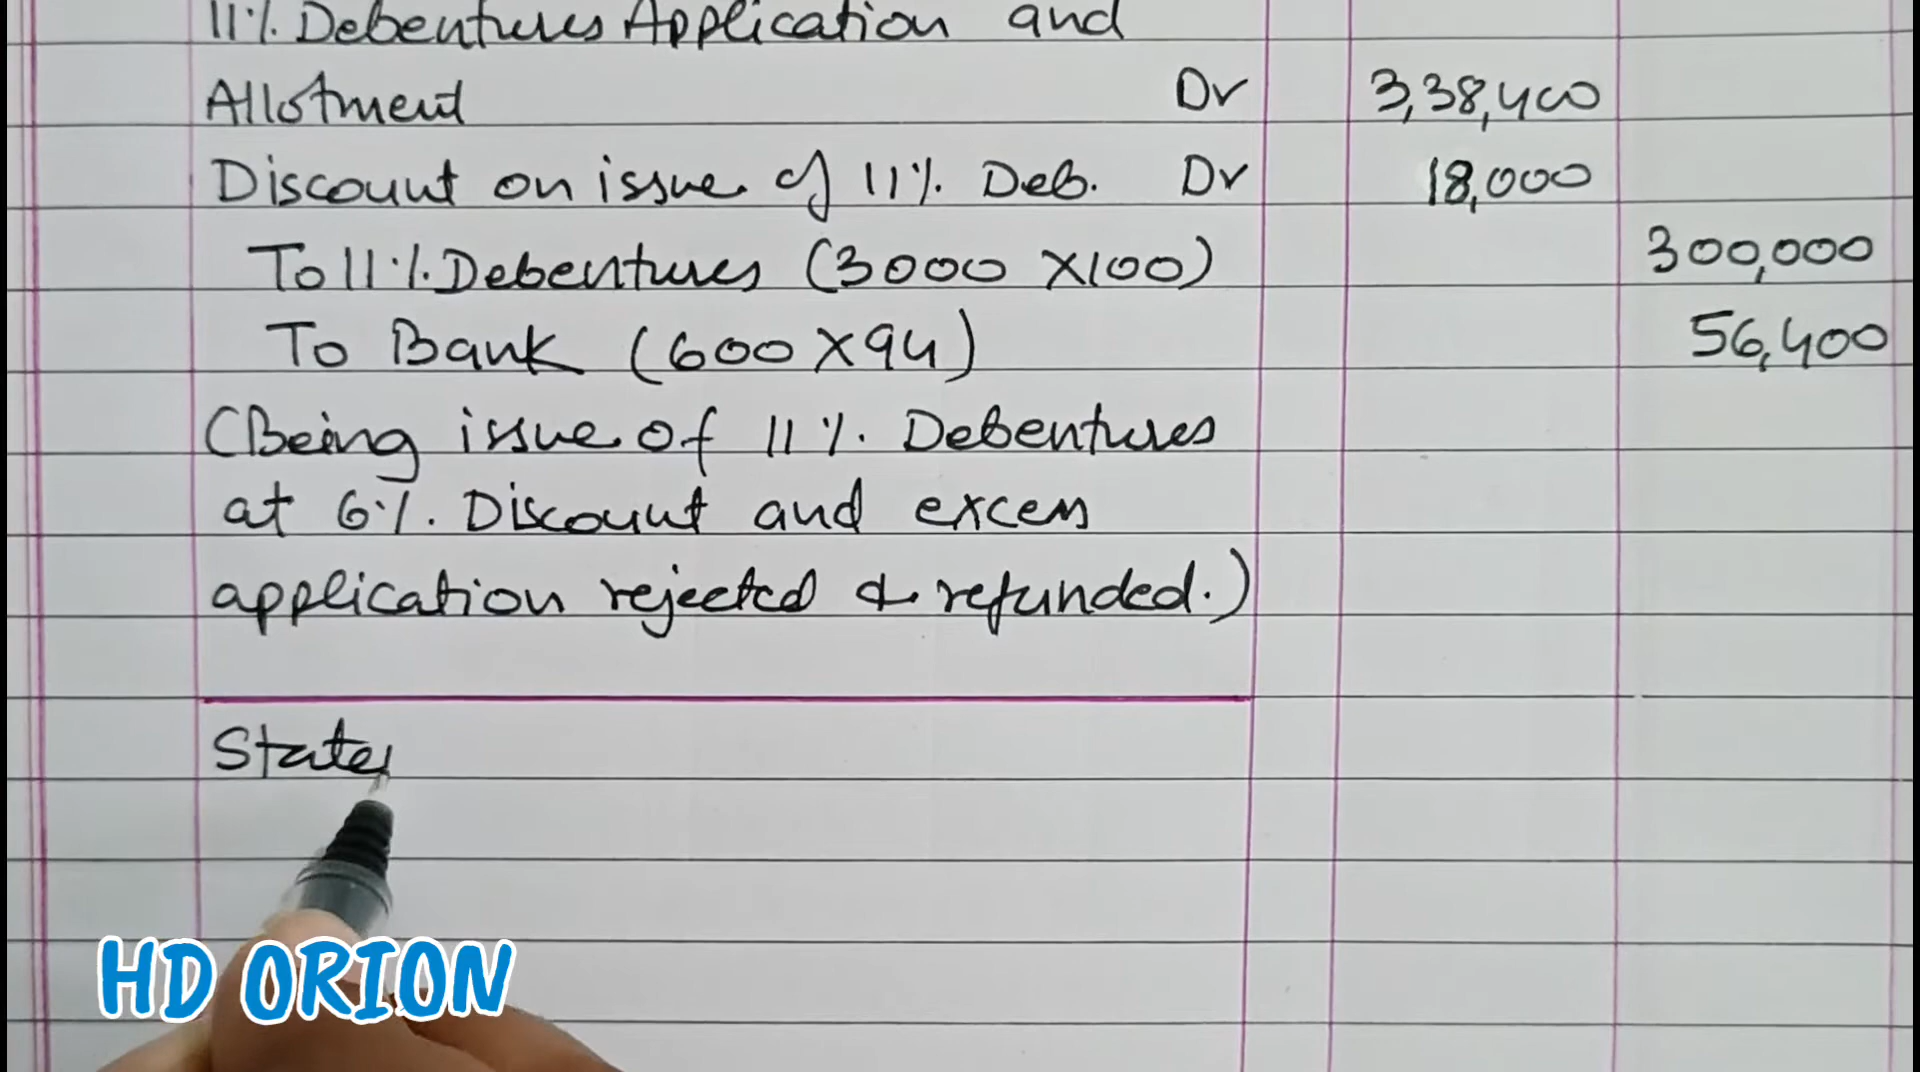 11% Debentures Application and
Allotment Dr 3,38,400
Discount on issue of 11% Deb. Dr 18,000
To 11% Debentures (3000 X100) 300,000
To Bank (600 X94) 56,400
(Being issue of 11% Debentures
at 6% Discount and excess
application rejected & refunded.)
State
HD ORION